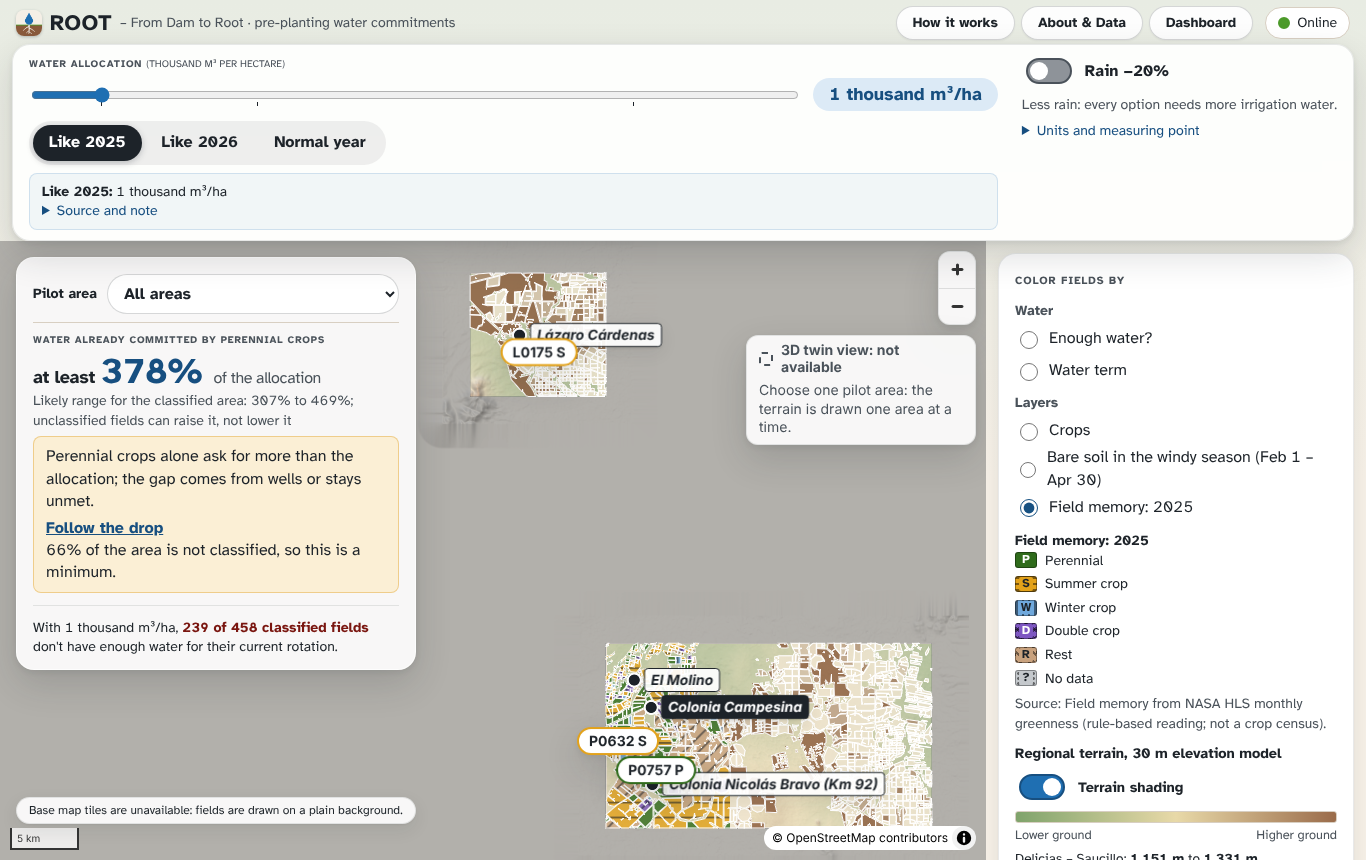 ROOT – From Dam to Root · pre-planting water commitments
How it works
About & Data
Dashboard
Online
WATER ALLOCATION (THOUSAND M³ PER HECTARE)
1 thousand m³/ha
Like 2025
Like 2026
Normal year
Like 2025: 1 thousand m³/ha
Source and note
Rain −20%
Less rain: every option needs more irrigation water.
Units and measuring point
Pilot area
All areas
WATER ALREADY COMMITTED BY PERENNIAL CROPS
at least 378% of the allocation
Likely range for the classified area: 307% to 469%;
unclassified fields can raise it, not lower it
Perennial crops alone ask for more than the
allocation; the gap comes from wells or stays
unmet.
Follow the drop
66% of the area is not classified, so this is a
minimum.
With 1 thousand m³/ha, 239 of 458 classified fields
don't have enough water for their current rotation.
Base map tiles are unavailable: fields are drawn on a plain background.
5 km
Lázaro Cárdenas
L0175 S
+
−
3D twin view: not
available
Choose one pilot area: the
terrain is drawn one area at a
time.
El Molino
Colonia Campesina
P0632 S
P0757 P
Colonia Nicolás Bravo (Km 92)
© OpenStreetMap contributors
COLOR FIELDS BY
Water
Enough water?
Water term
Layers
Crops
Bare soil in the windy season (Feb 1 –
Apr 30)
Field memory: 2025
Field memory: 2025
P Perennial
S Summer crop
W Winter crop
D Double crop
R Rest
? No data
Source: Field memory from NASA HLS monthly
greenness (rule-based reading; not a crop census).
Regional terrain, 30 m elevation model
Terrain shading
Lower ground
Higher ground
Delicias – Saucillo: 1,151 m to 1,331 m